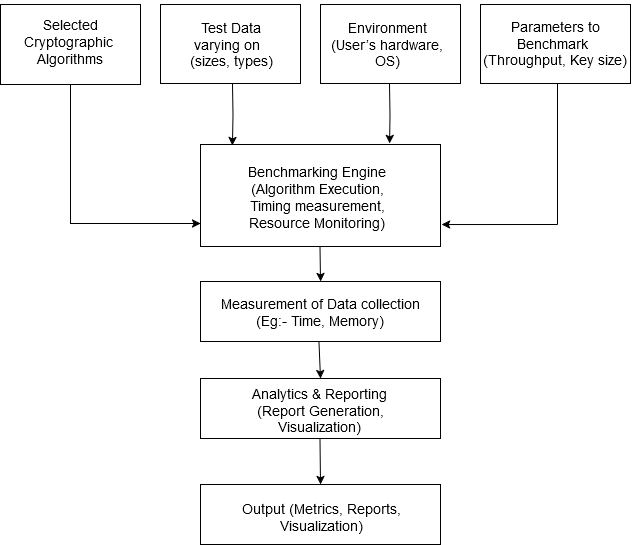 Selected
Cryptographic
Algorithms
Test Data
varying on
(sizes, types)
Environment
(User's hardware,
OS)
Parameters to
Benchmark
(Throughput, Key size)
Benchmarking Engine
(Algorithm Execution,
Timing measurement,
Resource Monitoring)
Measurement of Data collection
(Eg:- Time, Memory)
Analytics & Reporting
(Report Generation,
Visualization)
Output (Metrics, Reports,
Visualization)